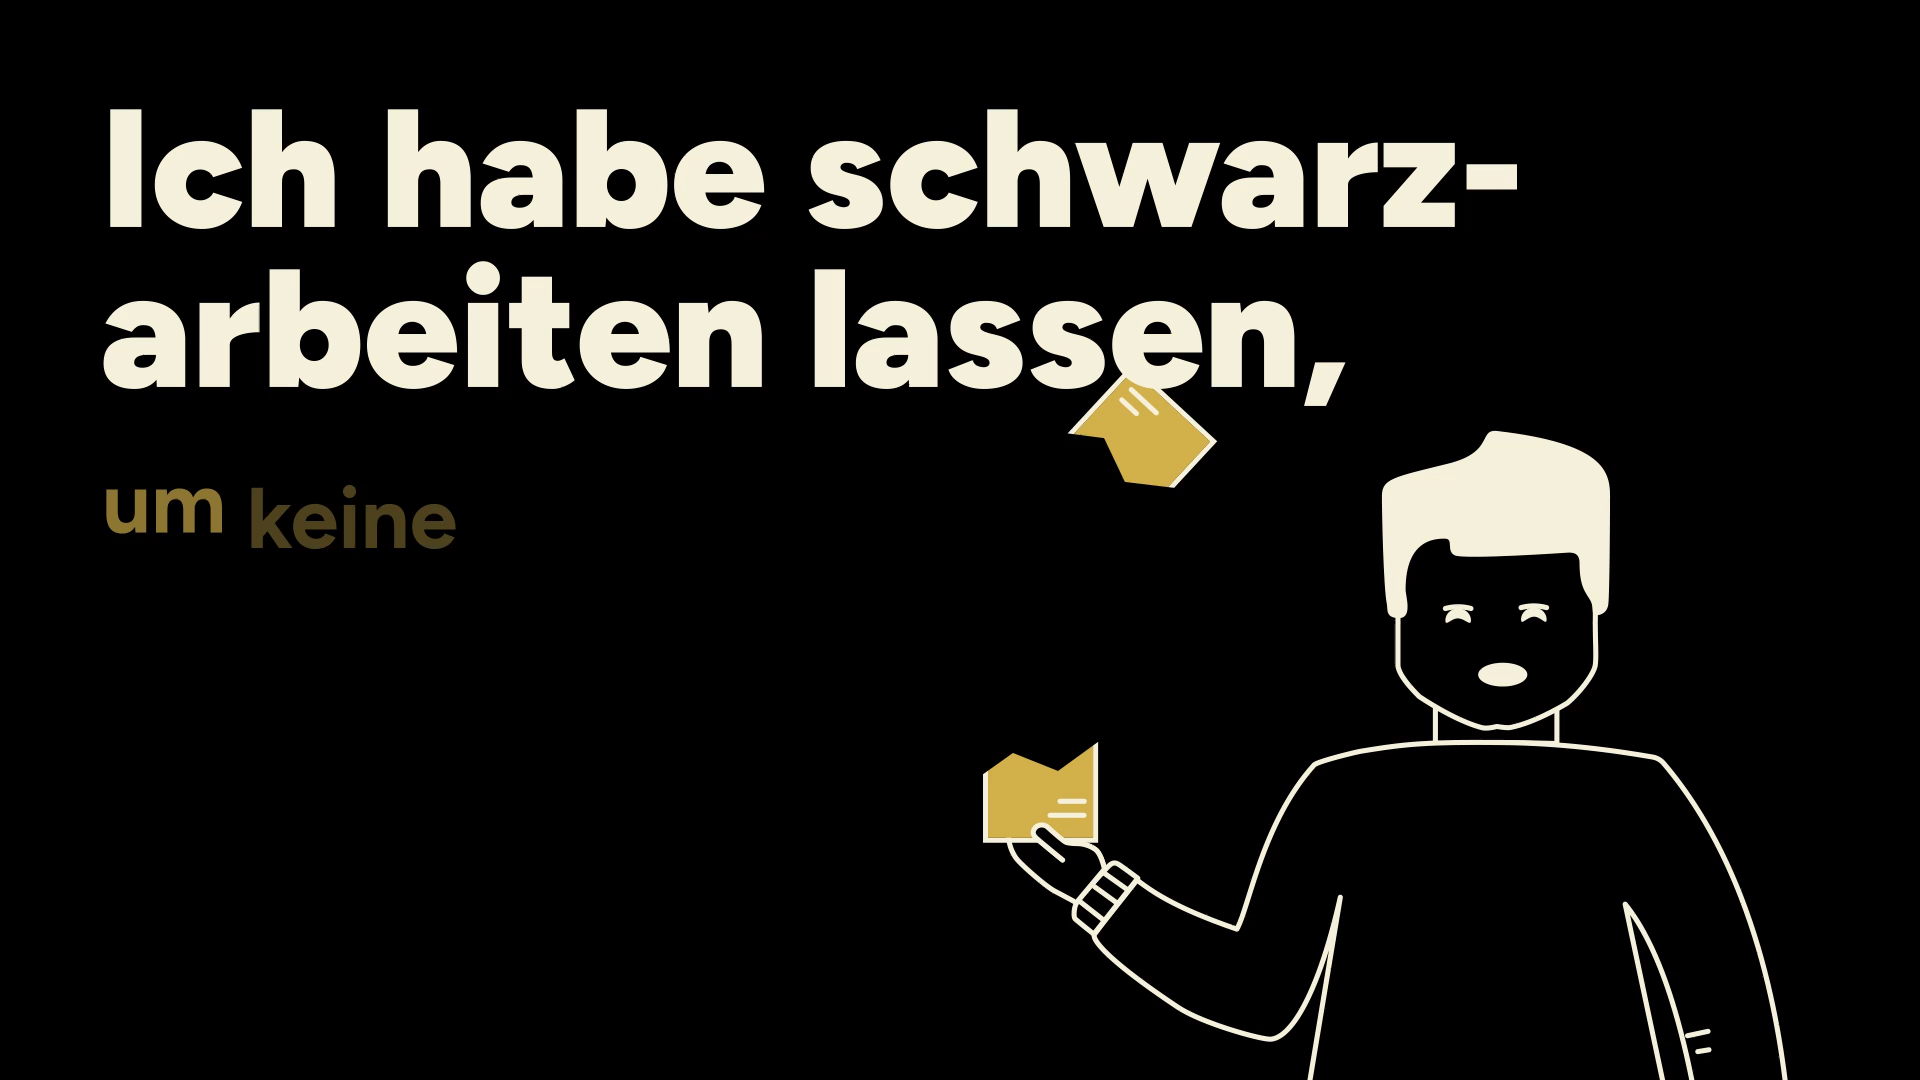 Ich habe schwarz-
arbeiten lassen,
um keine